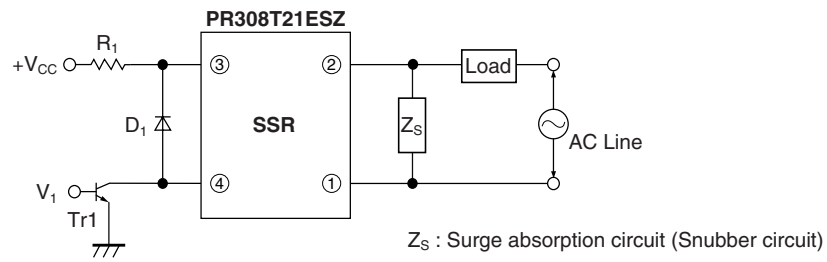 PR308T21ESZ
R1
+VCC
③
②
Load
D1
SSR
ZS
AC Line
V1
④
①
Tr1
ZS : Surge absorption circuit (Snubber circuit)